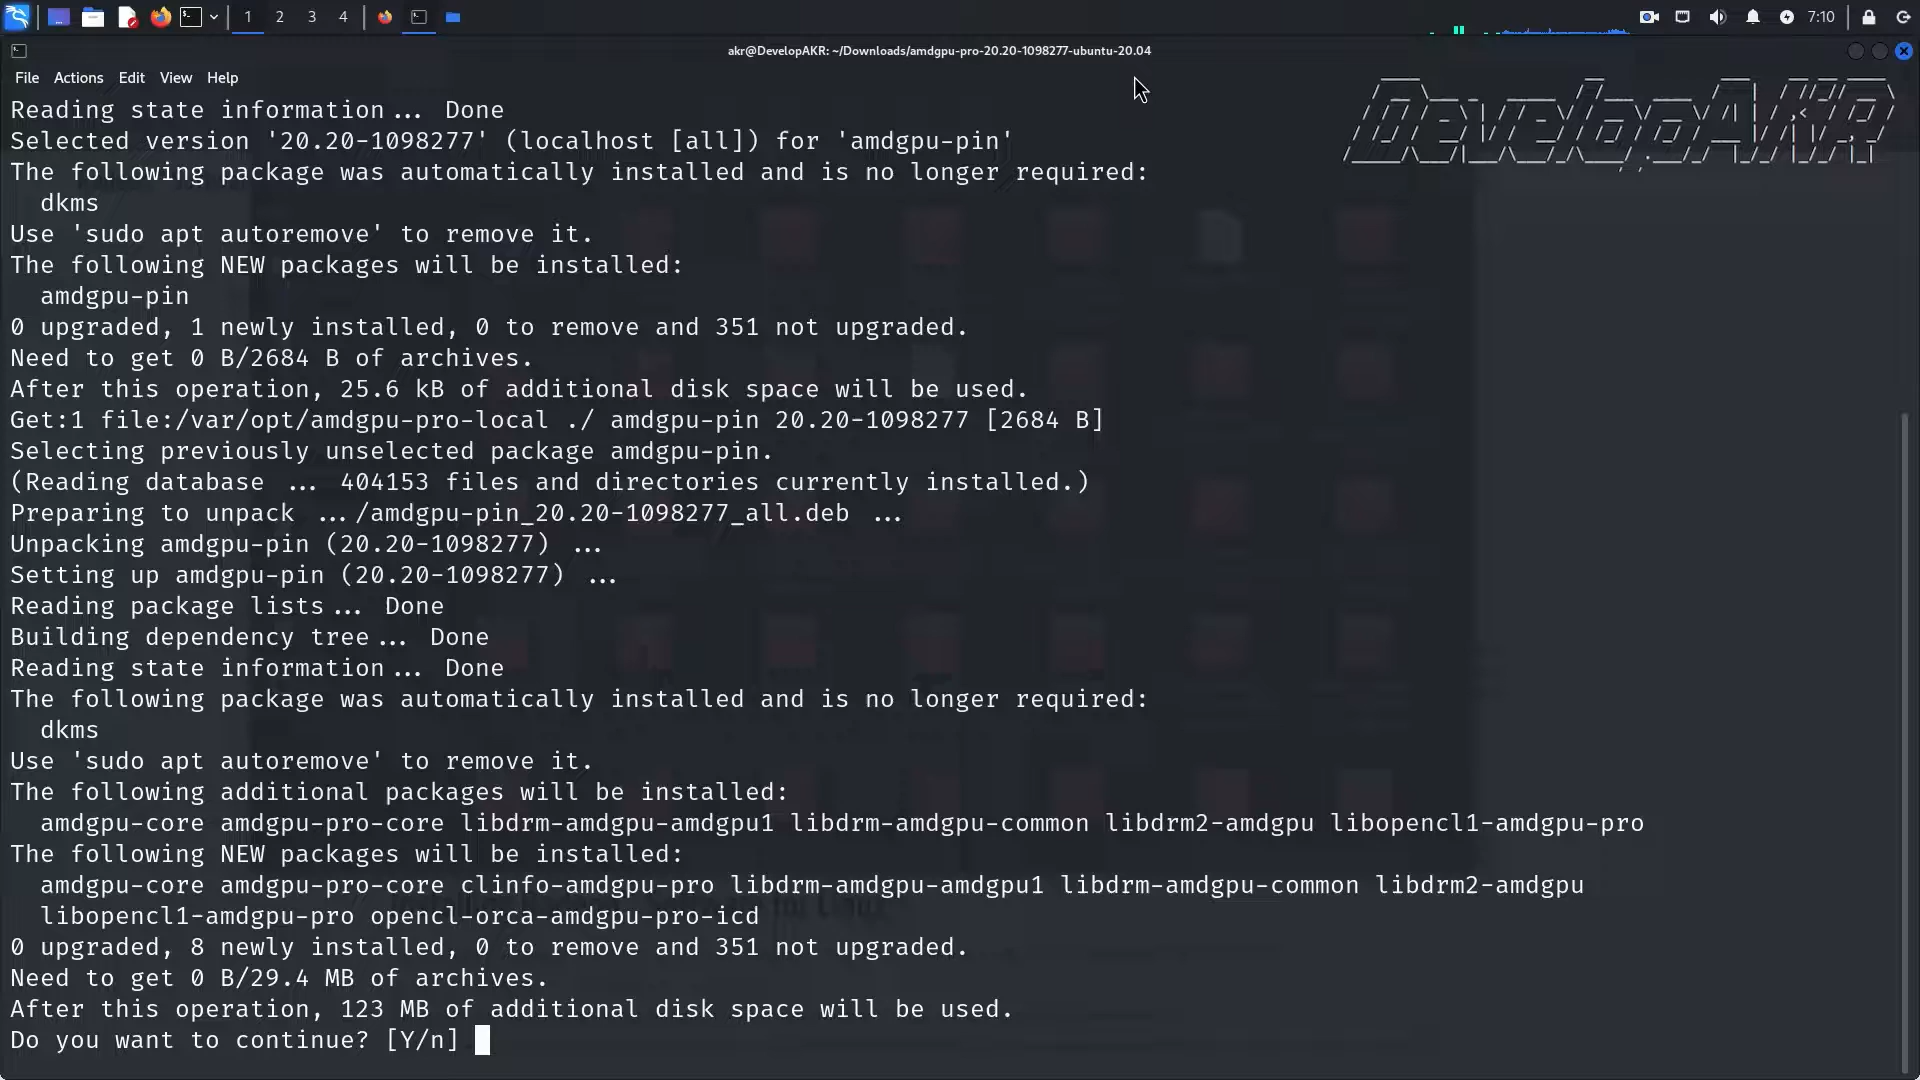 1 2 3 4 7:10
akr@DevelopAKR: ~/Downloads/amdgpu-pro-20.20-1098277-ubuntu-20.04
File Actions Edit View Help
DevelopAKR
Reading state information... Done
Selected version '20.20-1098277' (localhost [all]) for 'amdgpu-pin'
The following package was automatically installed and is no longer required:
dkms
Use 'sudo apt autoremove' to remove it.
The following NEW packages will be installed:
amdgpu-pin
0 upgraded, 1 newly installed, 0 to remove and 351 not upgraded.
Need to get 0 B/2684 B of archives.
After this operation, 25.6 kB of additional disk space will be used.
Get:1 file:/var/opt/amdgpu-pro-local ./ amdgpu-pin 20.20-1098277 [2684 B]
Selecting previously unselected package amdgpu-pin.
(Reading database ... 404153 files and directories currently installed.)
Preparing to unpack .../amdgpu-pin_20.20-1098277_all.deb ...
Unpacking amdgpu-pin (20.20-1098277) ...
Setting up amdgpu-pin (20.20-1098277) ...
Reading package lists... Done
Building dependency tree... Done
Reading state information... Done
The following package was automatically installed and is no longer required:
dkms
Use 'sudo apt autoremove' to remove it.
The following additional packages will be installed:
amdgpu-core amdgpu-pro-core libdrm-amdgpu-amdgpu1 libdrm-amdgpu-common libdrm2-amdgpu libopencl1-amdgpu-pro
The following NEW packages will be installed:
amdgpu-core amdgpu-pro-core clinfo-amdgpu-pro libdrm-amdgpu-amdgpu1 libdrm-amdgpu-common libdrm2-amdgpu
libopencl1-amdgpu-pro opencl-orca-amdgpu-pro-icd
0 upgraded, 8 newly installed, 0 to remove and 351 not upgraded.
Need to get 0 B/29.4 MB of archives.
After this operation, 123 MB of additional disk space will be used.
Do you want to continue? [Y/n]